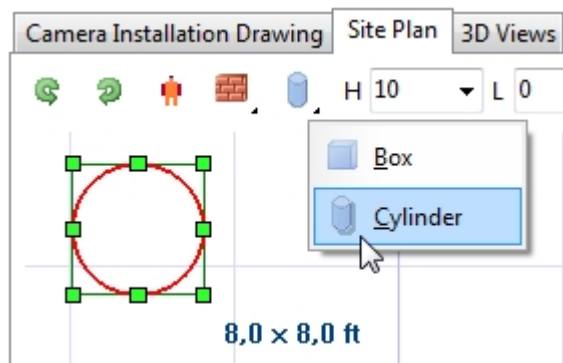 Camera Installation Drawing Site Plan 3D Views
H 10 L 0
Box
Cylinder
8,0 x 8,0 ft